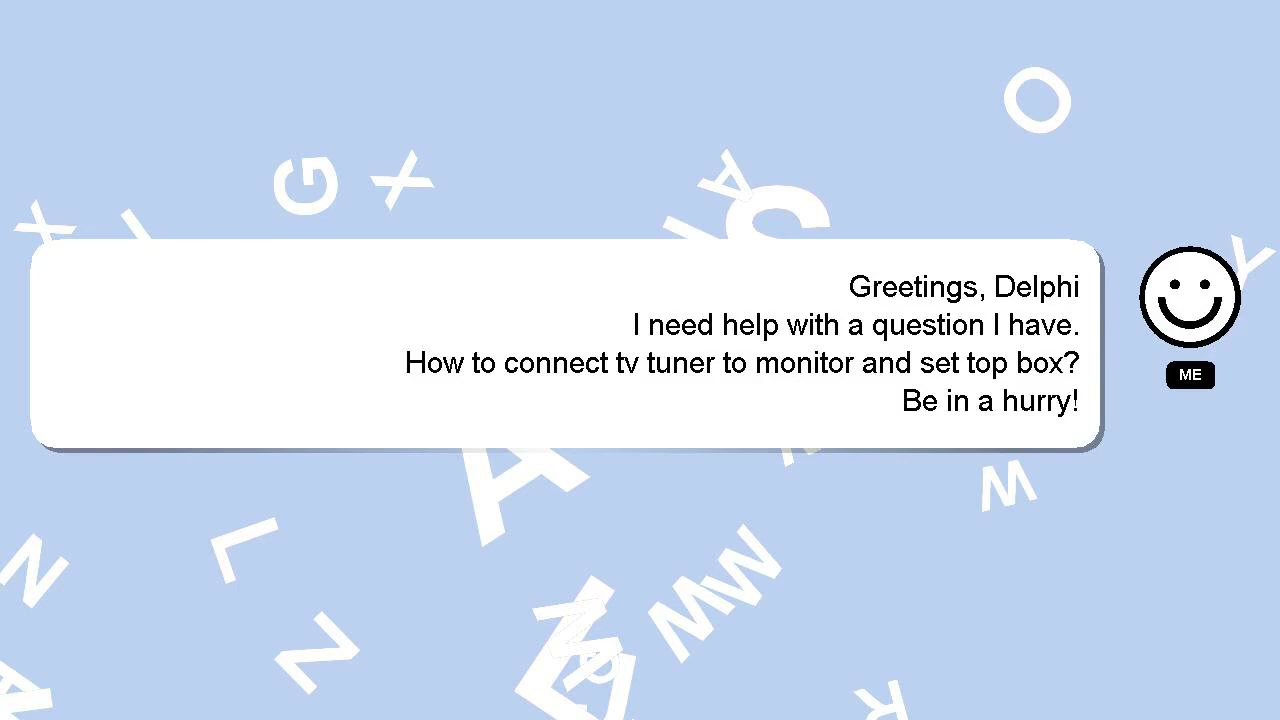 Greetings, Delphi
I need help with a question I have.
How to connect tv tuner to monitor and set top box?
Be in a hurry!
ME
O
G
X
A
X
I
I
C
Y
A
W
N
L
W
W
Z
N
R
A